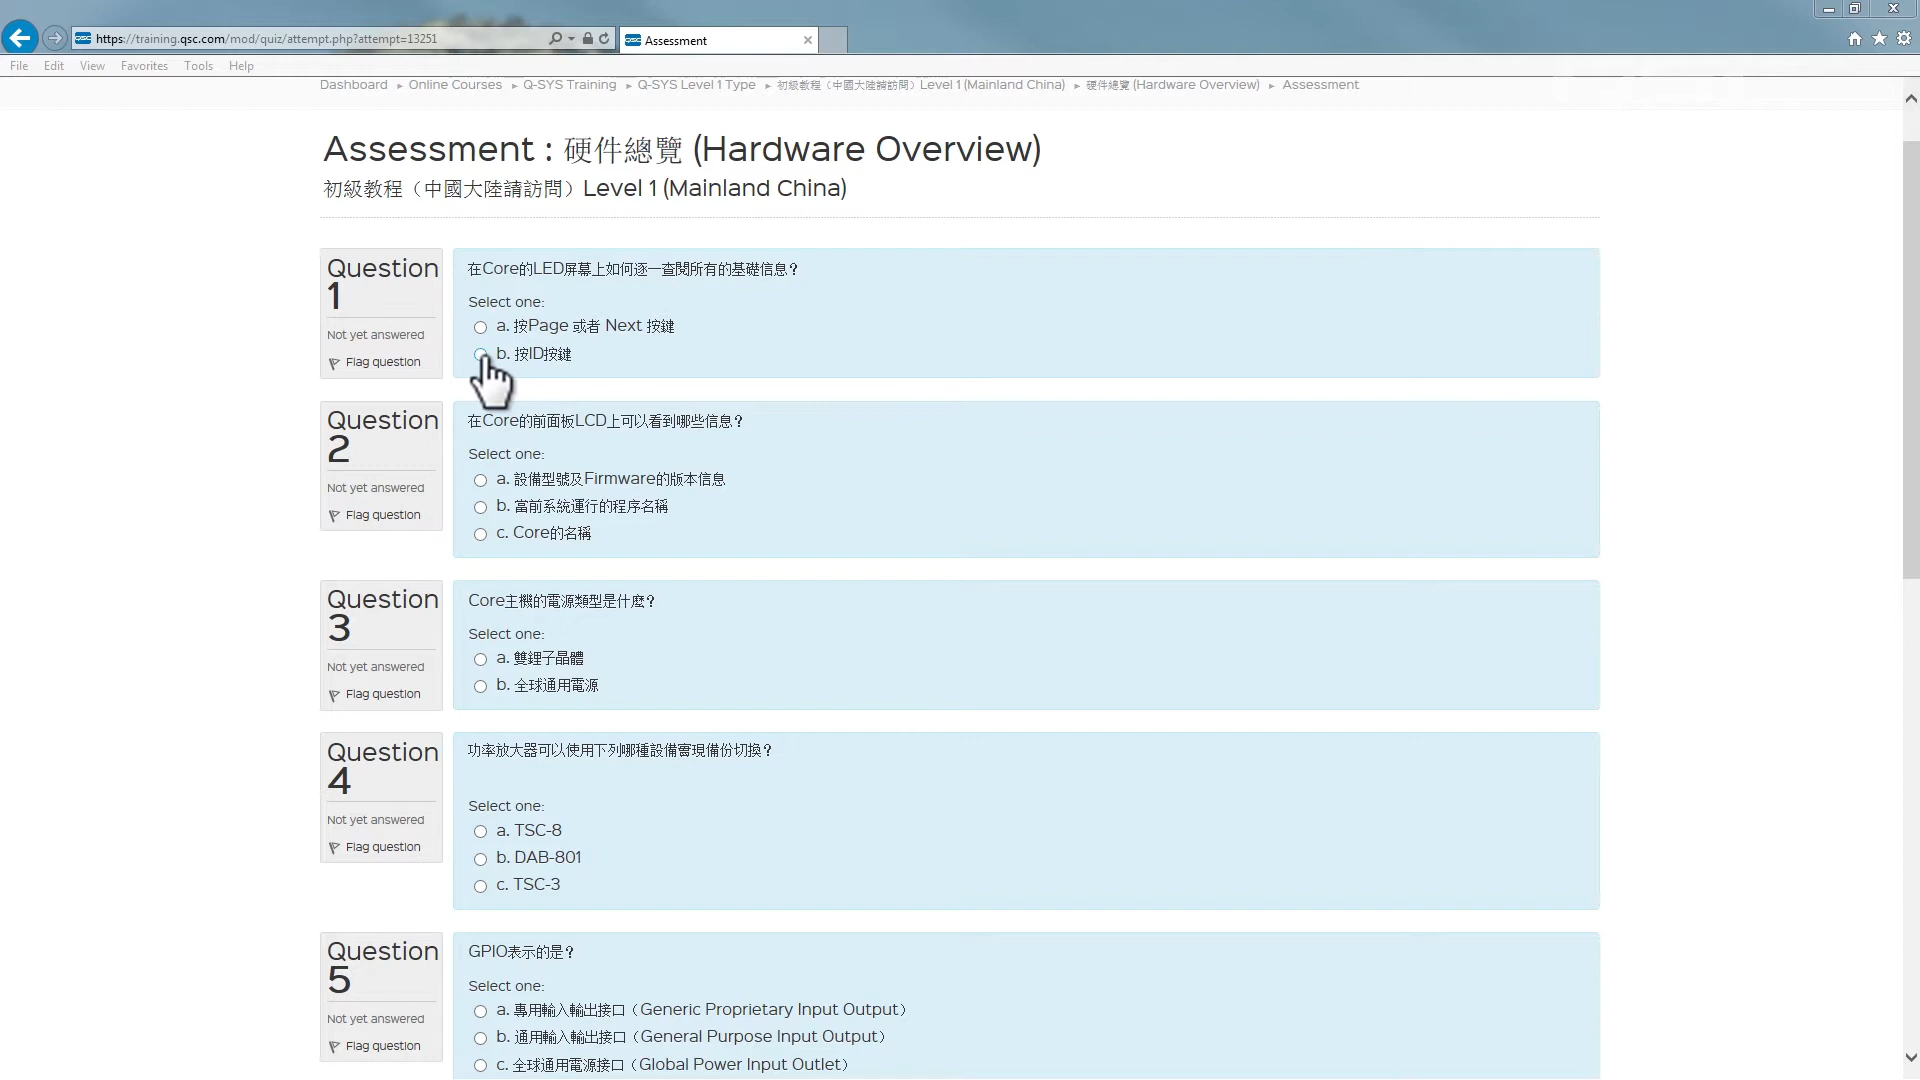 https://training.qsc.com/mod/quiz/attempt.php?attempt=13251
Assessment
File Edit View Favorites Tools Help
Dashboard ▸ Online Courses ▸ Q-SYS Training ▸ Q-SYS Level 1 Type ▸ 初級教程（中國大陸請訪問）Level 1 (Mainland China) ▸ 硬件總覽 (Hardware Overview) ▸ Assessment
Assessment : 硬件總覽 (Hardware Overview)
初級教程（中國大陸請訪問）Level 1 (Mainland China)
Question 1
Not yet answered
Flag question
在Core的LED屏幕上如何逐一查閱所有的基礎信息？
Select one:
a. 按Page 或者 Next 按鍵
b. 按ID按鍵
Question 2
Not yet answered
Flag question
在Core的前面板LCD上可以看到哪些信息？
Select one:
a. 設備型號及Firmware的版本信息
b. 當前系統運行的程序名稱
c. Core的名稱
Question 3
Not yet answered
Flag question
Core主機的電源類型是什麼？
Select one:
a. 雙鋰子晶體
b. 全球通用電源
Question 4
Not yet answered
Flag question
功率放大器可以使用下列哪種設備實現備份切換？
Select one:
a. TSC-8
b. DAB-801
c. TSC-3
Question 5
Not yet answered
Flag question
GPIO表示的是？
Select one:
a. 專用輸入輸出接口（Generic Proprietary Input Output）
b. 通用輸入輸出接口（General Purpose Input Output）
c. 全球通用電源接口（Global Power Input Outlet）